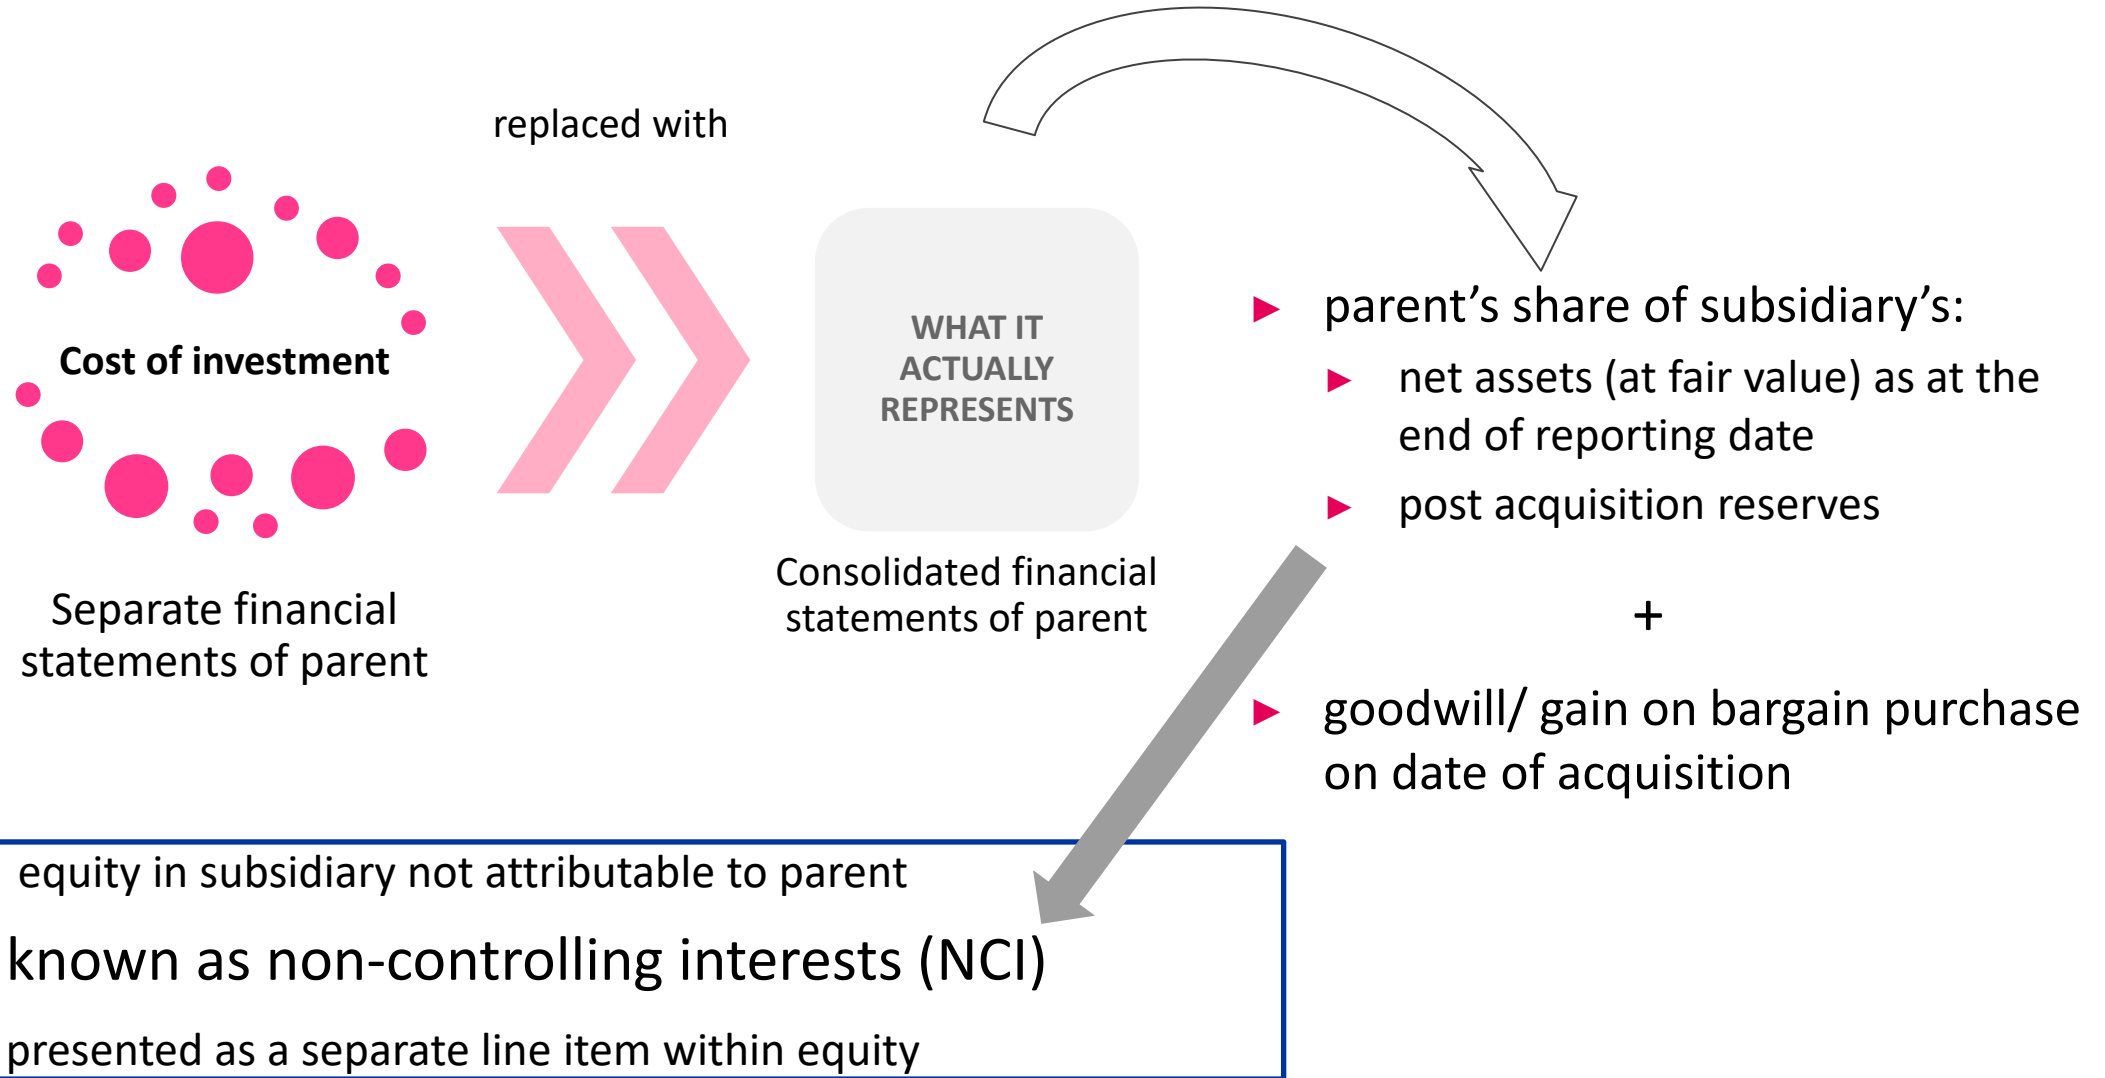 replaced with
Cost of investment
Separate financial
statements of parent
WHAT IT
ACTUALLY
REPRESENTS
Consolidated financial
statements of parent
► parent’s share of subsidiary’s:
► net assets (at fair value) as at the
end of reporting date
► post acquisition reserves
+
► goodwill/ gain on bargain purchase
on date of acquisition
equity in subsidiary not attributable to parent
known as non-controlling interests (NCI)
presented as a separate line item within equity